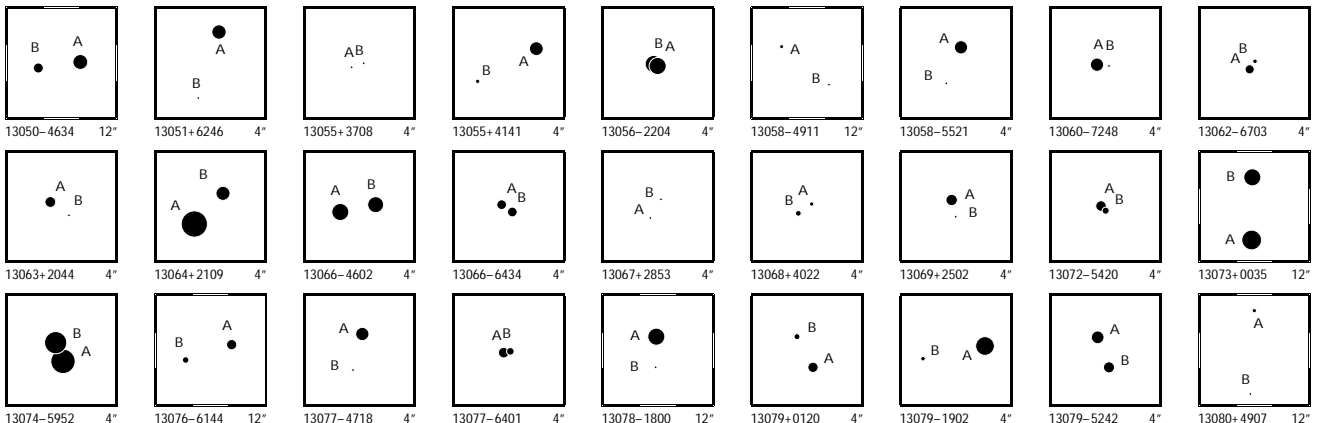 B A A A B A B A B A A A B B A
B B B
13050–4634 12″ 13051+6246 4″ 13055+3708 4″ 13055+4141 4″ 13056–2204 4″ 13058–4911 12″ 13058–5521 4″ 13060–7248 4″ 13062–6703 4″
A B A B A B A B B A B A A B A B B A
13063+2044 4″ 13064+2109 4″ 13066–4602 4″ 13066–6434 4″ 13067+2853 4″ 13068+4022 4″ 13069+2502 4″ 13072–5420 4″ 13073+0035 12″
B A B A A B A B A B B A B A A B A B
13074–5952 4″ 13076–6144 12″ 13077–4718 4″ 13077–6401 4″ 13078–1800 12″ 13079+0120 4″ 13079–1902 4″ 13079–5242 4″ 13080+4907 12″